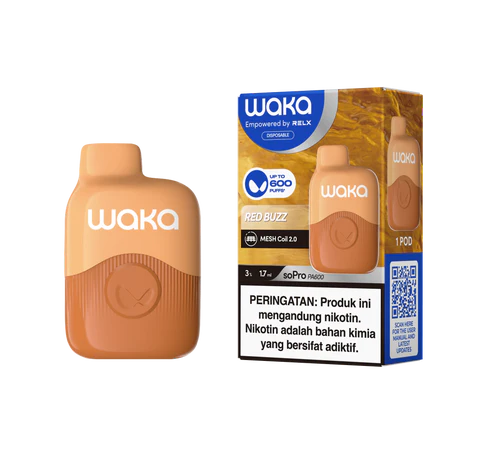 waka
waka
Empowered by RELX
DISPOSABLE
UP TO
600
PUFFS*
RED BUZZ
MESH Coil 2.0
3% 1.7 ml
soPro PA600
PERINGATAN: Produk ini
mengandung nikotin.
Nikotin adalah bahan kimia
yang bersifat adiktif.
waka
waka
1 POD
SCAN HERE
FOR THE USER
MANUAL AND
LATEST
UPDATES